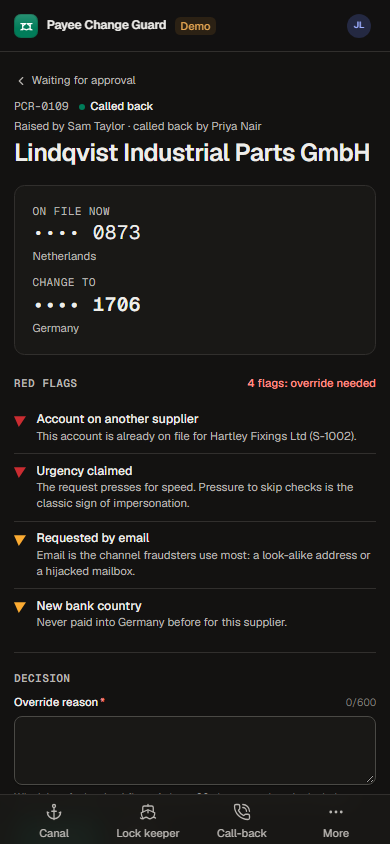 Payee Change Guard Demo JL
Waiting for approval
PCR-0109 Called back
Raised by Sam Taylor · called back by Priya Nair
Lindqvist Industrial Parts GmbH
ON FILE NOW
•••• 0873
Netherlands
CHANGE TO
•••• 1706
Germany
RED FLAGS 4 flags: override needed
Account on another supplier
This account is already on file for Hartley Fixings Ltd (S-1002).
Urgency claimed
The request presses for speed. Pressure to skip checks is the
classic sign of impersonation.
Requested by email
Email is the channel fraudsters use most: a look-alike address or
a hijacked mailbox.
New bank country
Never paid into Germany before for this supplier.
DECISION
Override reason * 0/600
Canal Lock keeper Call-back More